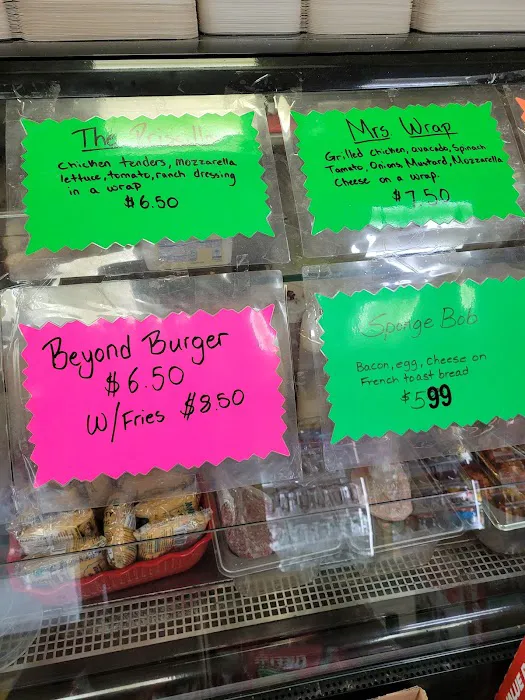 The
Chicken tenders, mozzarella
lettuce, tomato, ranch dressing
in a wrap
$6.50
Mrs Wrap
Grilled chicken, avacado, Spinach
Tomato, Onions, Mustard, Mozzarella
Cheese on a wrap.
$7.50
Beyond Burger
$6.50
W/Fries $8.50
Sponge Bob
Bacon, egg, Cheese on
French toast bread
$599